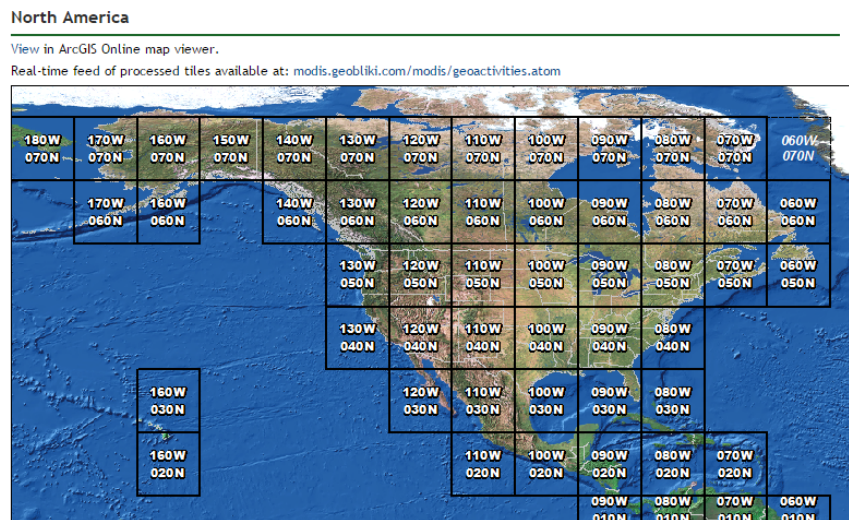 North America
View in ArcGIS Online map viewer.
Real-time feed of processed tiles available at: modis.geobliki.com/modis/geoactivities.atom
180W 170W 160W 150W 140W 130W 120W 110W 100W 090W 080W 070W 060W
070N 070N 070N 070N 070N 070N 070N 070N 070N 070N 070N 070N 070N
170W 160W 140W 130W 120W 110W 100W 090W 080W 070W 060W
060N 060N 060N 060N 060N 060N 060N 060N 060N 060N 060N
130W 120W 110W 100W 090W 080W 070W 060W
050N 050N 050N 050N 050N 050N 050N 050N
130W 120W 110W 100W 090W 080W
040N 040N 040N 040N 040N 040N
160W 120W 110W 100W 090W 080W
030N 030N 030N 030N 030N 030N
160W 110W 100W 090W 080W 070W
020N 020N 020N 020N 020N 020N
090W 080W 070W 060W
010N 010N 010N 010N